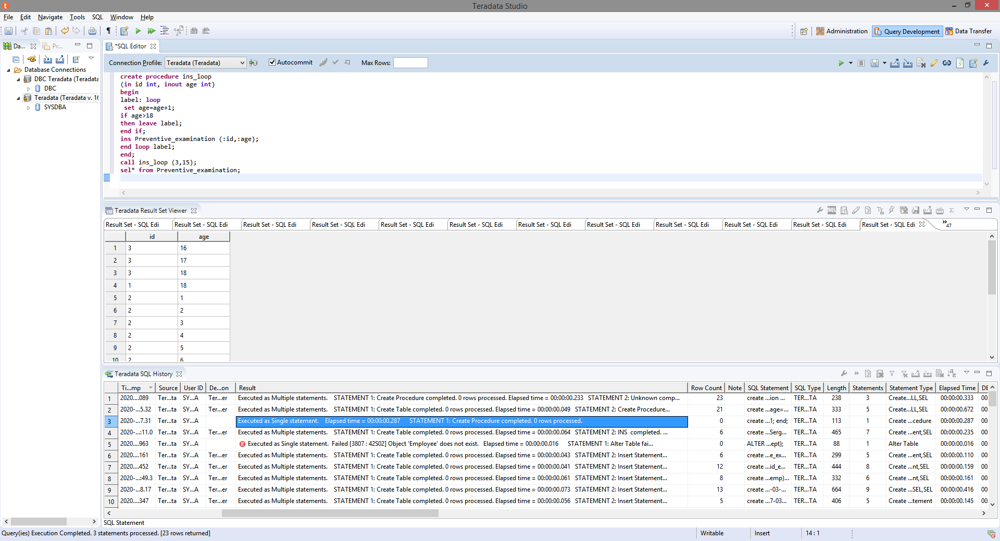 Teradata Studio
File Edit Navigate Tools SQL Window Help
Administration Query Development Data Transfer
Da... Pr...
*SQL Editor
Connection Profile: Teradata (Teradata) Autocommit Max Rows:
Database Connections
DBC Teradata (Teradata
DBC
Teradata (Teradata v. 16
SYSDBA
create procedure ins_loop
(in id int, inout age int)
begin
label: loop
set age=age+1;
if age>18
then leave label;
end if;
ins Preventive_examination (:id,:age);
end loop label;
end;
call ins_loop (3,15);
sel* from Preventive_examination;
Teradata Result Set Viewer
Result Set - SQL Edi Result Set - SQL Edi Result Set - SQL Edi Result Set - SQL Edi Result Set - SQL Edi Result Set - SQL Edi Result Set - SQL Edi Result Set - SQL Edi Result Set - SQL Edi Result Set - SQL Edi Result Set - SQL Edi Result Set - SQL Edi »47
id age
1 3 16
2 3 17
3 3 18
4 1 18
5 2 1
6 2 2
7 2 3
8 2 4
9 2 5
10 2 6
Teradata SQL History
Ti...mp Source User ID De...on Result Row Count Note SQL Statement SQL Type Length Statements Statement Type Elapsed Time DE
1 2020....089 Ter...ta SY...A Ter...er Executed as Multiple statements. STATEMENT 1: Create Procedure completed. 0 rows processed. Elapsed time = 00:00:00.233 STATEMENT 2: Unknown comp... 23 create ...ion ... TER...TA 238 3 Create...LL,SEL 00:00:00.333 00:
2 2020-...5.32 Ter...ta SY...A Ter...er Executed as Multiple statements. STATEMENT 1: Create Table completed. 0 rows processed. Elapsed time = 00:00:00.049 STATEMENT 2: Create Procedure... 21 create ...age=... TER...TA 333 5 Create...LL,SEL 00:00:00.672 00:
3 2020-...7.31 Ter...ta SY...A Executed as Single statement. Elapsed time = 00:00:00.287 STATEMENT 1: Create Procedure completed. 0 rows processed. 0 create ...1; end; TER...TA 113 1 Create ...cedure 00:00:00.287 00:
4 2020-...:11.0 Ter...ta SY...A Ter...er Executed as Multiple statements. STATEMENT 1: Create Table completed. 0 rows processed. Elapsed time = 00:00:00.064 STATEMENT 2: INS completed. ... 6 create ...Serg... TER...TA 465 7 Create ...ent,SEL 00:00:00.235 00:
5 2020....963 Ter...ta SY...A Executed as Single statement. Failed [3807 : 42S02] Object 'Employee' does not exist. Elapsed time = 00:00:00.016 STATEMENT 1: Alter Table fai... 0 ALTER ...ept); TER...TA 88 1 Alter Table 00:00:00.016 00:
6 2020....161 Ter...ta SY...A Ter...er Executed as Multiple statements. STATEMENT 1: Create Table completed. 0 rows processed. Elapsed time = 00:00:00.043 STATEMENT 2: Insert Statement... 6 create ...e_ex... TER...TA 299 5 Create ...ent,SEL 00:00:00.110 00:
7 2020....452 Ter...ta SY...A Ter...er Executed as Multiple statements. STATEMENT 1: Create Table completed. 0 rows processed. Elapsed time = 00:00:00.041 STATEMENT 2: Insert Statement... 12 create ...id_e... TER...TA 444 8 Create ...nt,SEL 00:00:00.159 00:
8 2020-...:49.3 Ter...ta SY...A Ter...er Executed as Multiple statements. STATEMENT 1: Create Table completed. 0 rows processed. Elapsed time = 00:00:00.061 STATEMENT 2: Insert Statement... 8 create ...emp)... TER...TA 332 6 Create ...nt,SEL 00:00:00.161 00:
9 2020-...8.17 Ter...ta SY...A Ter...er Executed as Multiple statements. STATEMENT 1: Create Table completed. 0 rows processed. Elapsed time = 00:00:00.073 STATEMENT 2: Insert Statement... 13 create ...-03-... TER...TA 664 9 Create ...SEL,SEL 00:00:00.416 00:
10 2020....347 Ter...ta SY...A Ter...er Executed as Multiple statements. STATEMENT 1: Create Table completed. 0 rows processed. Elapsed time = 00:00:00.056 STATEMENT 2: Insert Statement... 5 create ...7-03... TER...TA 406 5 Create ...tement 00:00:00.145 00:
SQL Statement
Query(ies) Execution Completed. 3 statements processed. [23 rows returned] Writable Insert 14 : 1